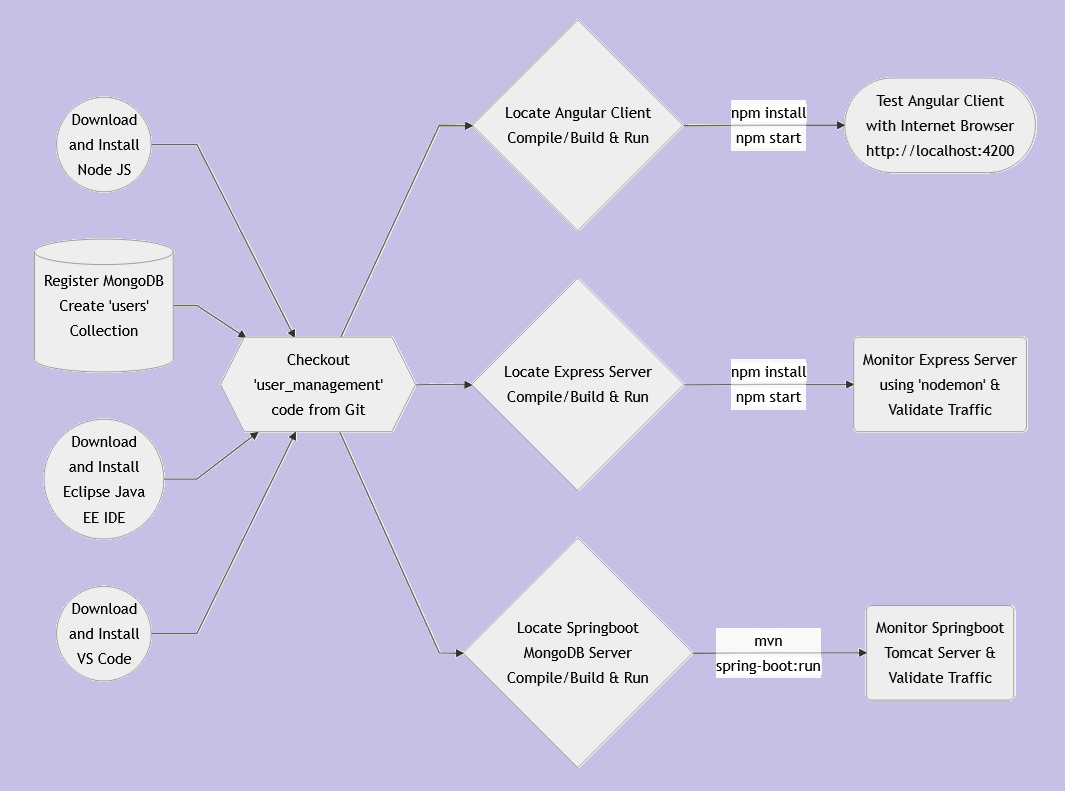 Download
and Install
Node JS
Register MongoDB
Create 'users'
Collection
Download
and Install
Eclipse Java
EE IDE
Download
and Install
VS Code
Checkout
'user_management'
code from Git
Locate Angular Client
Compile/Build & Run
npm install
npm start
Test Angular Client
with Internet Browser
http://localhost:4200
Locate Express Server
Compile/Build & Run
npm install
npm start
Monitor Express Server
using 'nodemon' &
Validate Traffic
Locate Springboot
MongoDB Server
Compile/Build & Run
mvn
spring-boot:run
Monitor Springboot
Tomcat Server &
Validate Traffic